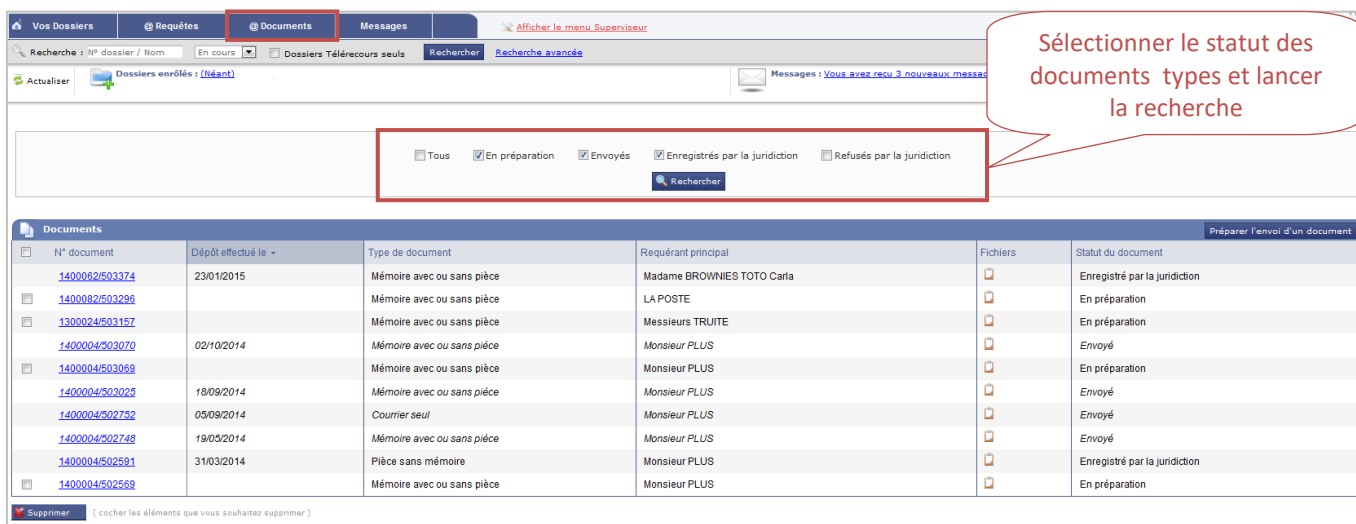 Vos Dossiers @ Requêtes @ Documents Messages Afficher le menu Superviseur
Recherche : N° dossier / Nom En cours Dossiers Télérecours seuls Rechercher Recherche avancée
Actualiser Dossiers enrôlés : (Néant) Messages : Vous avez reçu 3 nouveaux messag
Sélectionner le statut des
documents types et lancer
la recherche
Tous En préparation Envoyés Enregistrés par la juridiction Refusés par la juridiction
Rechercher
Documents Préparer l'envoi d'un document
N° document Dépôt effectué le Type de document Requérant principal Fichiers Statut du document
1400062/503374 23/01/2015 Mémoire avec ou sans pièce Madame BROWNIES TOTO Carla Enregistré par la juridiction
1400082/503296 Mémoire avec ou sans pièce LA POSTE En préparation
1300024/503157 Mémoire avec ou sans pièce Messieurs TRUITE En préparation
1400004/503070 02/10/2014 Mémoire avec ou sans pièce Monsieur PLUS Envoyé
1400004/503069 Mémoire avec ou sans pièce Monsieur PLUS En préparation
1400004/503025 18/09/2014 Mémoire avec ou sans pièce Monsieur PLUS Envoyé
1400004/502752 05/09/2014 Courrier seul Monsieur PLUS Envoyé
1400004/502748 19/05/2014 Mémoire avec ou sans pièce Monsieur PLUS Envoyé
1400004/502591 31/03/2014 Pièce sans mémoire Monsieur PLUS Enregistré par la juridiction
1400004/502569 Mémoire avec ou sans pièce Monsieur PLUS En préparation
Supprimer ( cocher les éléments que vous souhaitez supprimer )